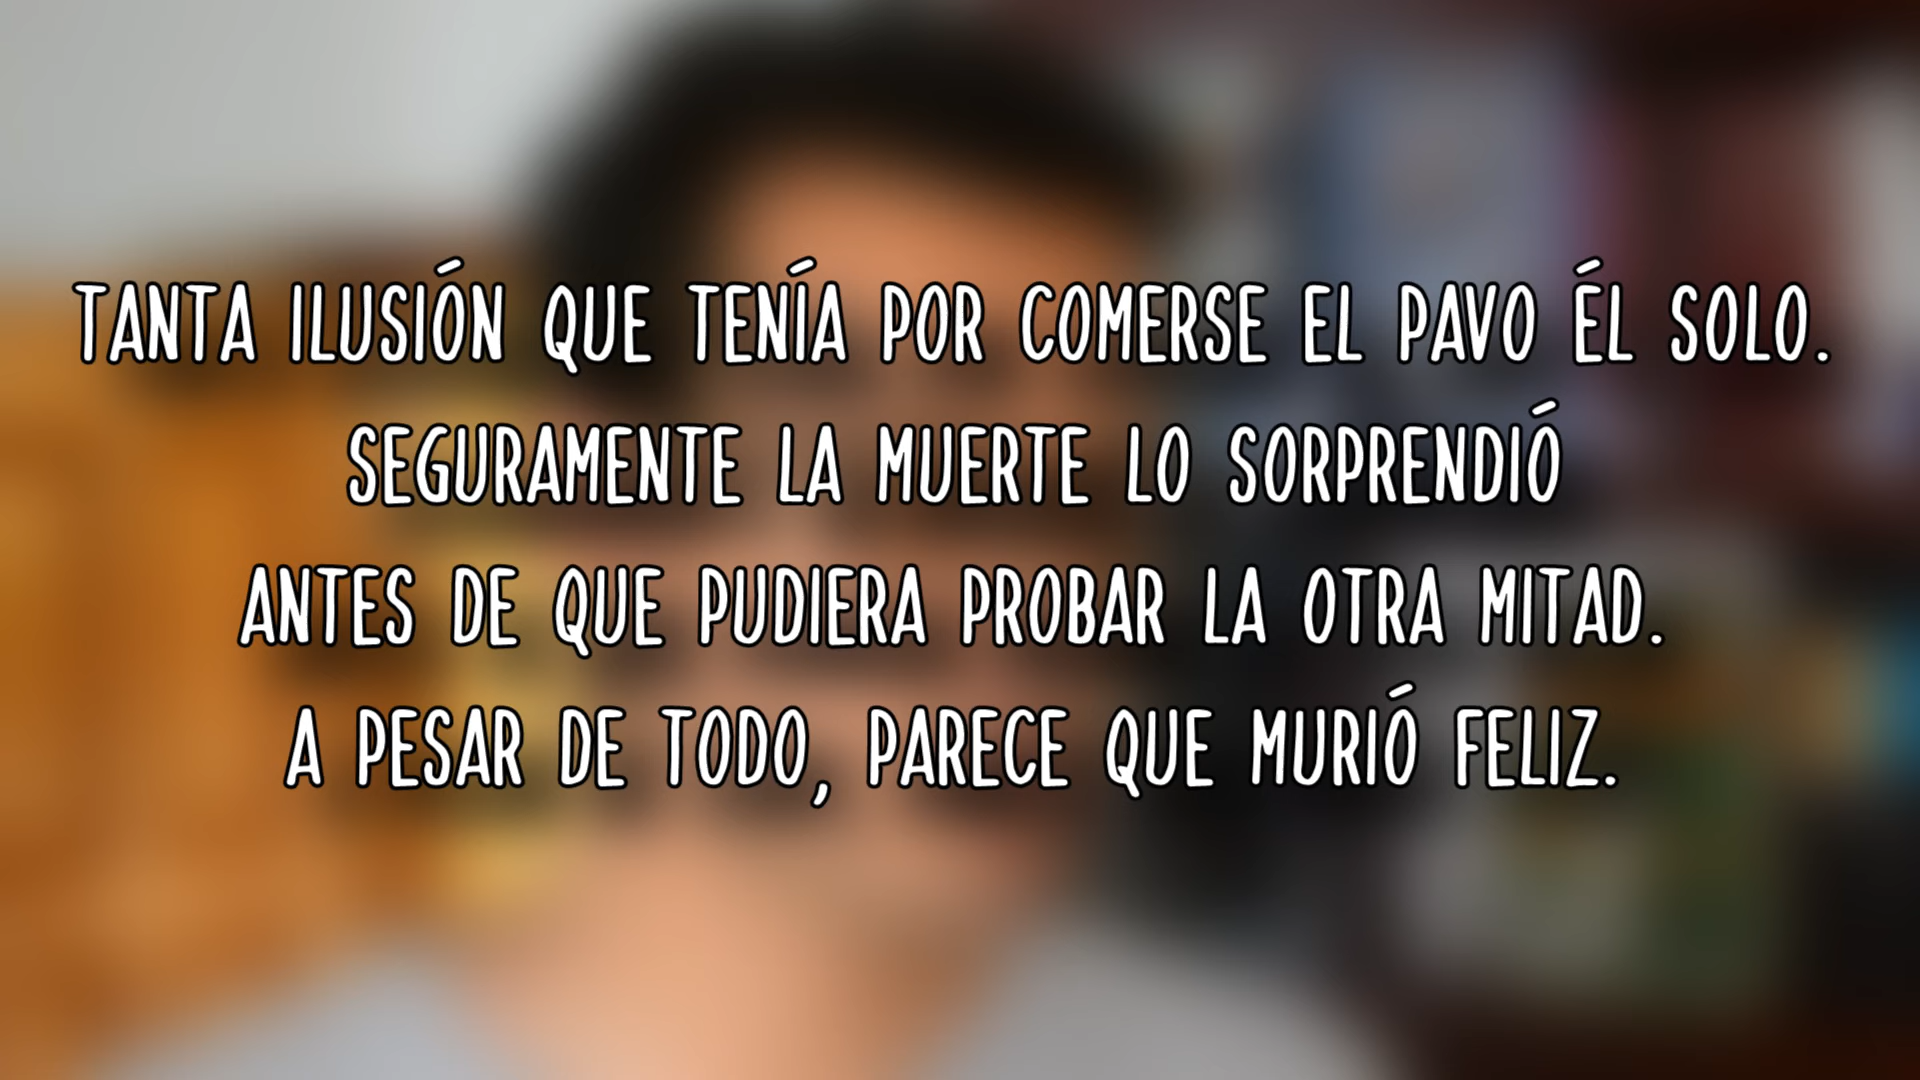 TANTA ILUSIÓN QUE TENÍA POR COMERSE EL PAVO ÉL SOLO.
SEGURAMENTE LA MUERTE LO SORPRENDIÓ
ANTES DE QUE PUDIERA PROBAR LA OTRA MITAD.
A PESAR DE TODO, PARECE QUE MURIÓ FELIZ.